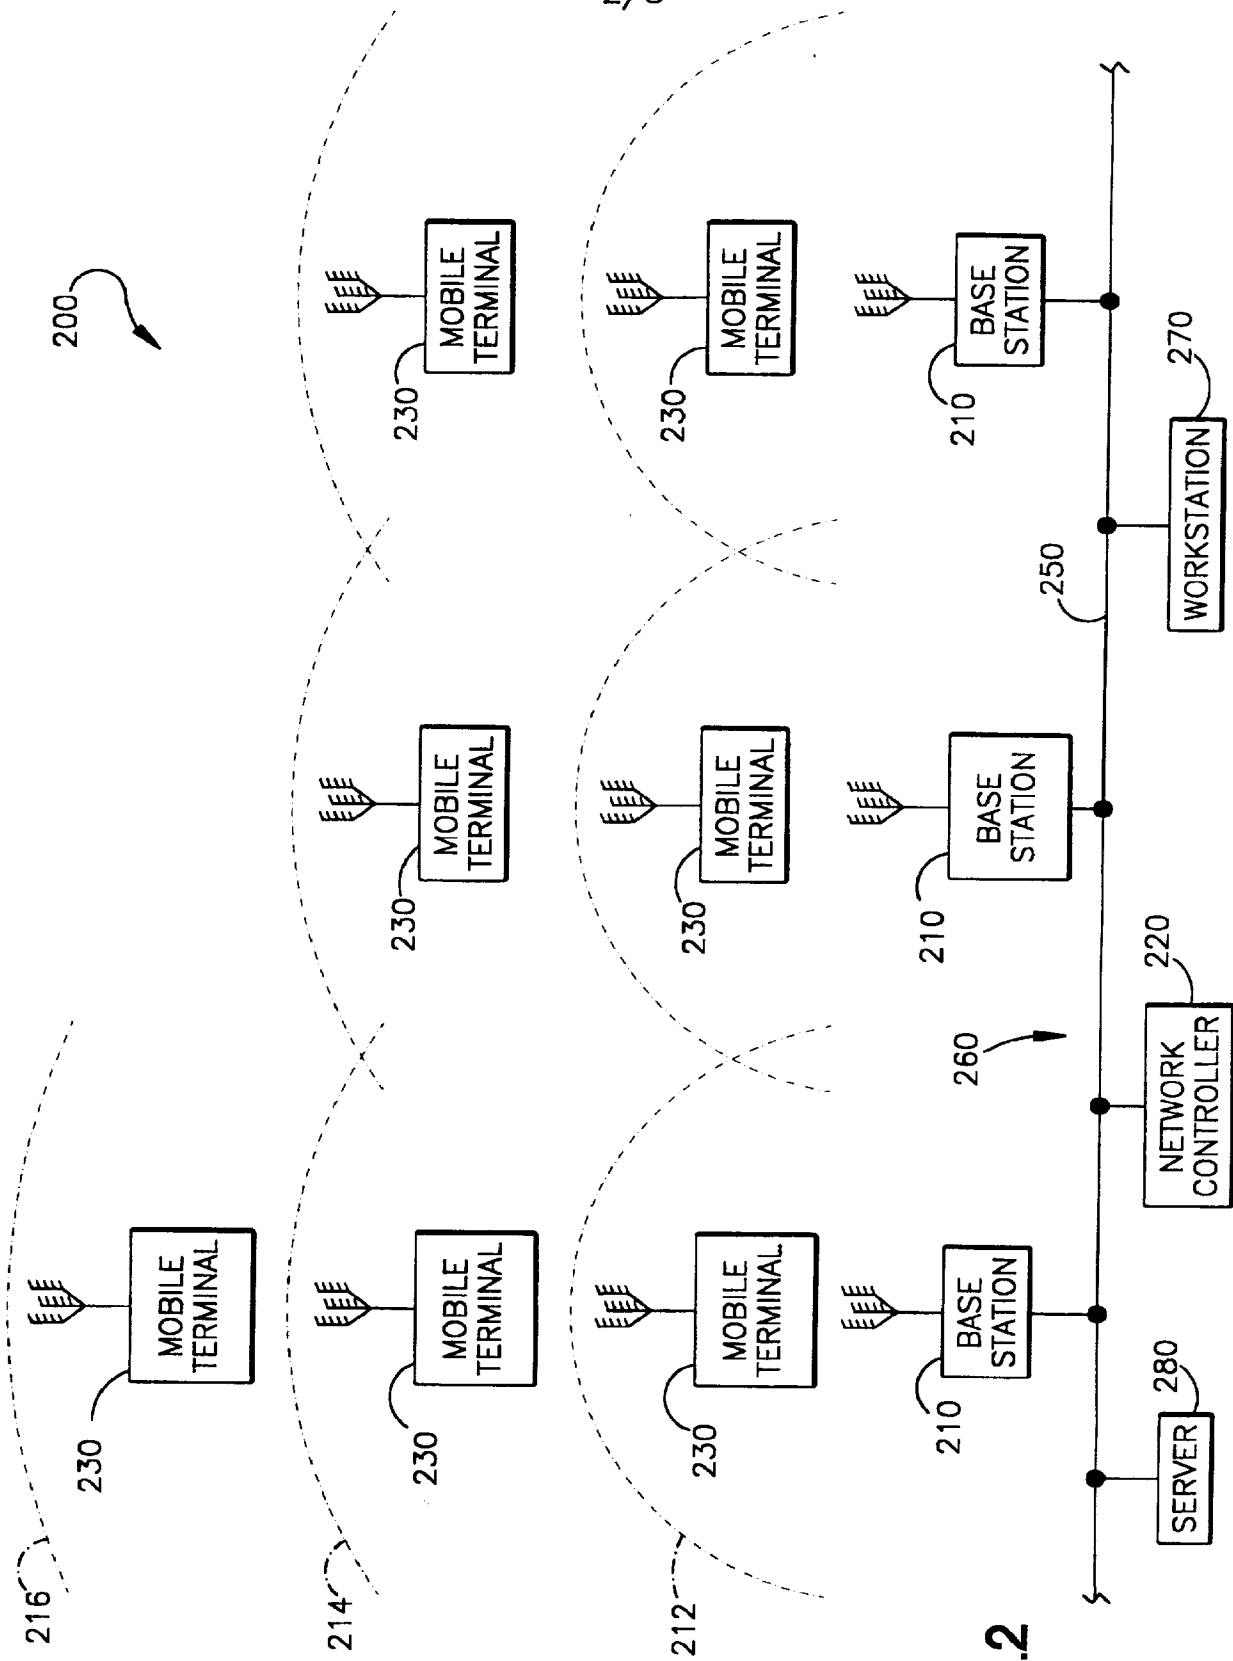 216
200
230
MOBILE
TERMINAL
214
230
MOBILE
TERMINAL
230
MOBILE
TERMINAL
230
MOBILE
TERMINAL
212
230
MOBILE
TERMINAL
230
MOBILE
TERMINAL
230
MOBILE
TERMINAL
210
BASE
STATION
210
BASE
STATION
210
BASE
STATION
260
250
280
SERVER
220
NETWORK
CONTROLLER
270
WORKSTATION
.2